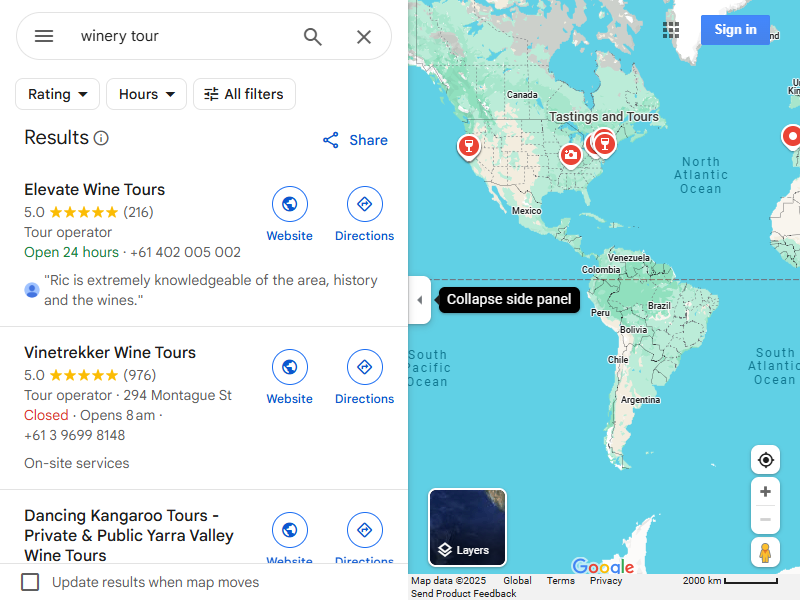 winery tour
Sign in
Rating
Hours
All filters
Results
Share
Elevate Wine Tours
5.0 (216)
Tour operator
Open 24 hours · +61 402 005 002
Website
Directions
"Ric is extremely knowledgeable of the area, history
and the wines."
Vinetrekker Wine Tours
5.0 (976)
Tour operator · 294 Montague St
Closed · Opens 8 am ·
+61 3 9699 8148
On-site services
Website
Directions
Dancing Kangaroo Tours -
Private & Public Yarra Valley
Wine Tours
Website
Directions
Update results when map moves
Canada
Tastings and Tours
North
Atlantic
Ocean
Mexico
Venezuela
Colombia
Collapse side panel
Brazil
Peru
Bolivia
South
Pacific
Ocean
South
Atlantic
Ocean
Chile
Argentina
Layers
Google
Map data ©2025
Global
Terms
Privacy
2000 km
Send Product Feedback